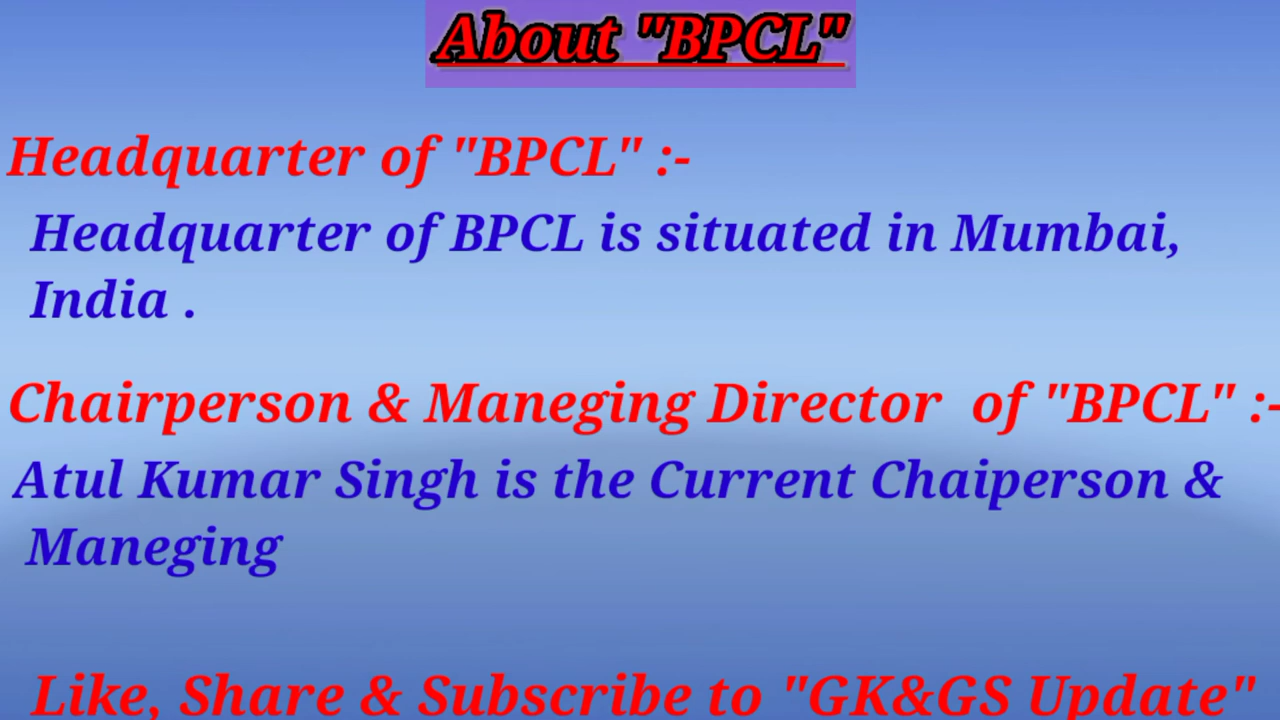 About "BPCL"
Headquarter of "BPCL" :-
Headquarter of BPCL is situated in Mumbai,
India .
Chairperson & Maneging Director of "BPCL" :-
Atul Kumar Singh is the Current Chaiperson &
Maneging
Like, Share & Subscribe to "GK&GS Update"